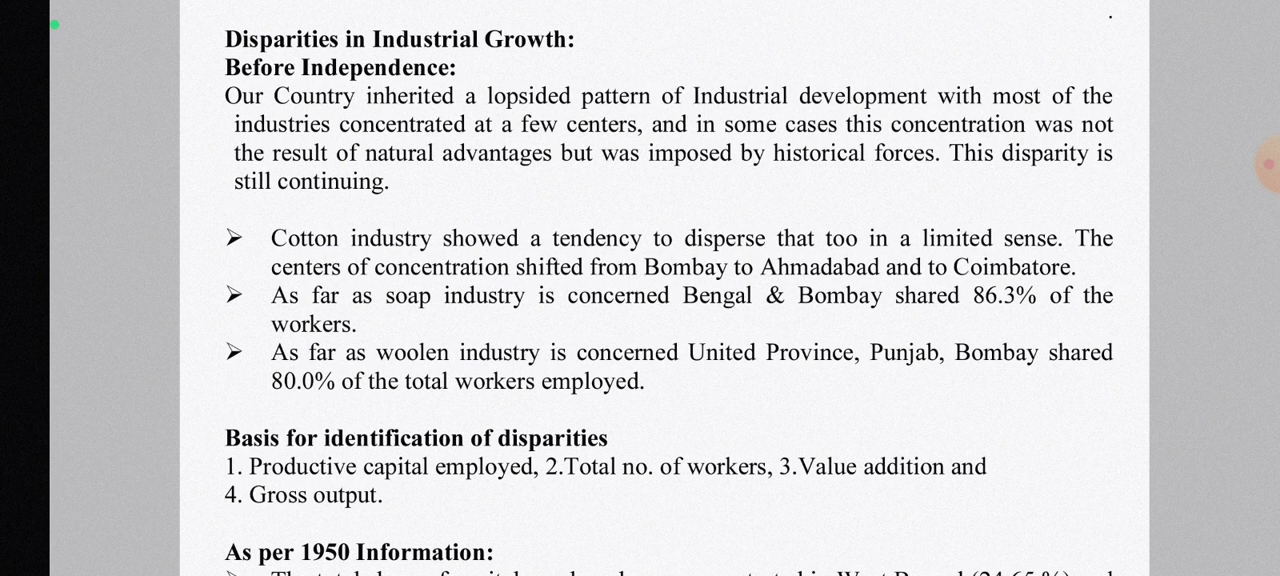 Disparities in Industrial Growth:
Before Independence:
Our Country inherited a lopsided pattern of Industrial development with most of the
industries concentrated at a few centers, and in some cases this concentration was not
the result of natural advantages but was imposed by historical forces. This disparity is
still continuing.
➢ Cotton industry showed a tendency to disperse that too in a limited sense. The
centers of concentration shifted from Bombay to Ahmadabad and to Coimbatore.
➢ As far as soap industry is concerned Bengal & Bombay shared 86.3% of the
workers.
➢ As far as woolen industry is concerned United Province, Punjab, Bombay shared
80.0% of the total workers employed.
Basis for identification of disparities
1. Productive capital employed, 2.Total no. of workers, 3.Value addition and
4. Gross output.
As per 1950 Information: